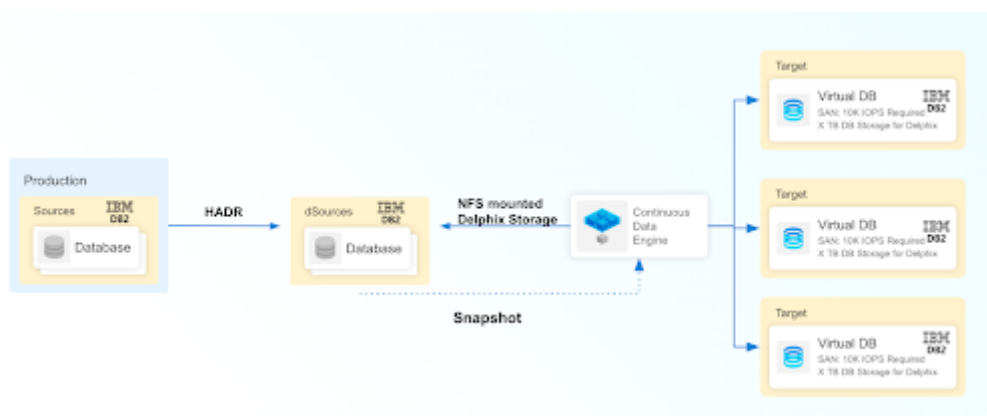 Production
Sources
IBM
DB2
Database
HADR
dSources
IBM
DB2
Database
NFS mounted
Delphix Storage
Snapshot
Continuous
Data
Engine
Target
Virtual DB
IBM
DB2
SAN: 10K IOPS Required
X TB DB Storage for Delphix
Target
Virtual DB
IBM
DB2
SAN: 10K IOPS Required
X TB DB Storage for Delphix
Target
Virtual DB
IBM
DB2
SAN: 10K IOPS Required
X TB DB Storage for Delphix